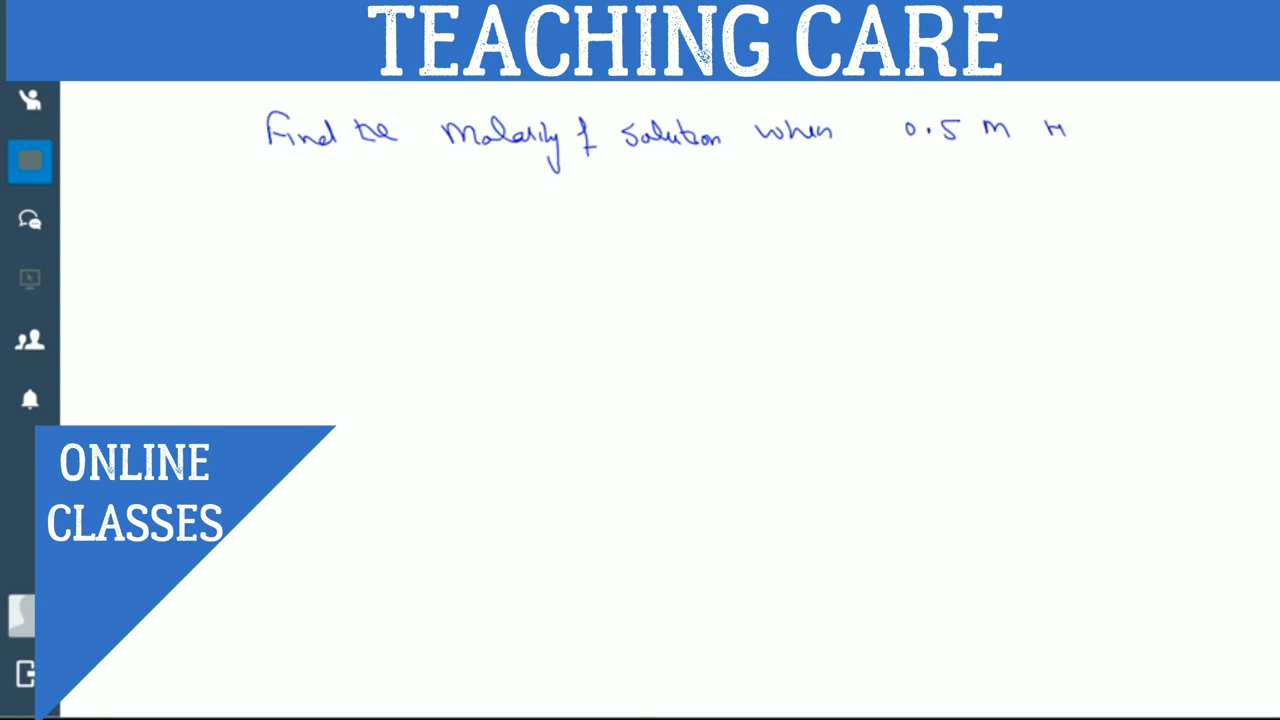 TEACHING CARE
Find the Molarity of solution when 0.5 m H
ONLINE
CLASSES